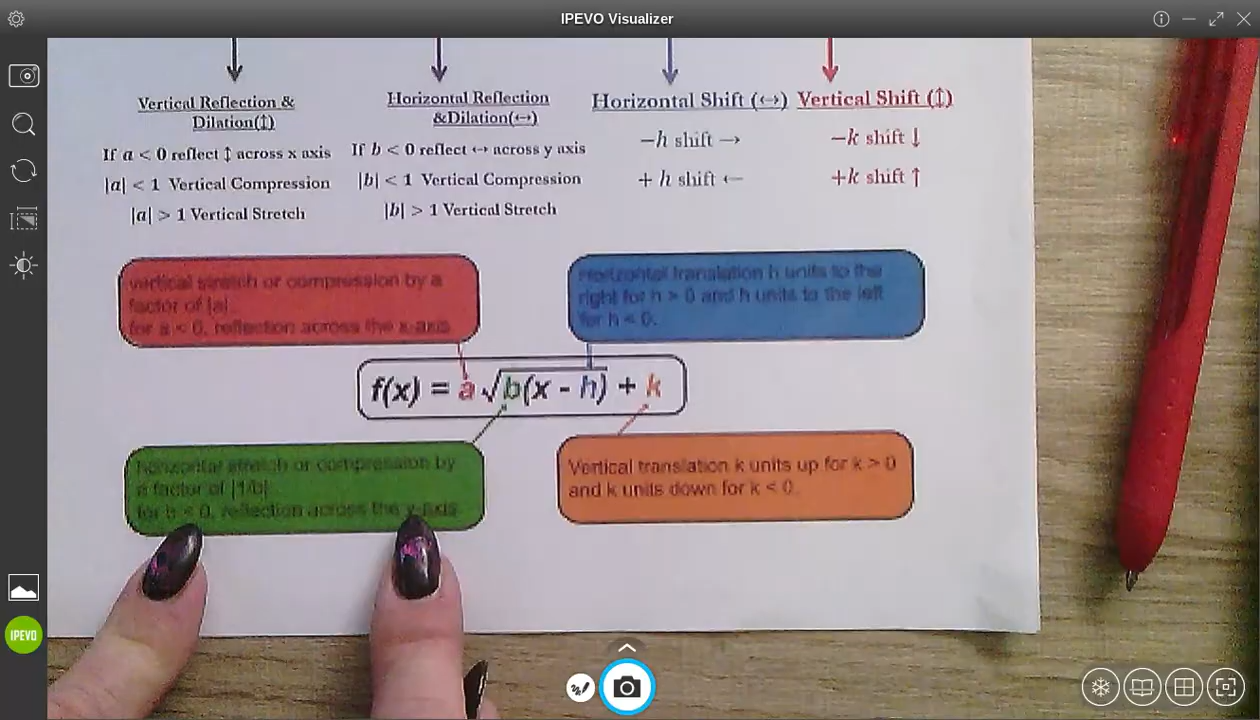 IPEVO Visualizer
Vertical Reflection &
Dilation(↕)
If a < 0 reflect ↕ across x axis
|a| < 1 Vertical Compression
|a| > 1 Vertical Stretch
Horizontal Reflection
&Dilation(↔)
If b < 0 reflect ↔ across y axis
|b| < 1 Vertical Compression
|b| > 1 Vertical Stretch
Horizontal Shift (↔)
−h shift →
+ h shift ←
Vertical Shift (↕)
−k shift ↓
+k shift ↑
vertical stretch or compression by a
factor of |a|
for a < 0, reflection across the x-axis
Horizontal translation h units to the
right for h > 0 and h units to the left
for h < 0.
f(x) = a√b(x - h) + k
horizontal stretch or compression by
a factor of |1/b|
for b < 0, reflection across the y-axis
Vertical translation k units up for k > 0
and k units down for k < 0.
IPEVO